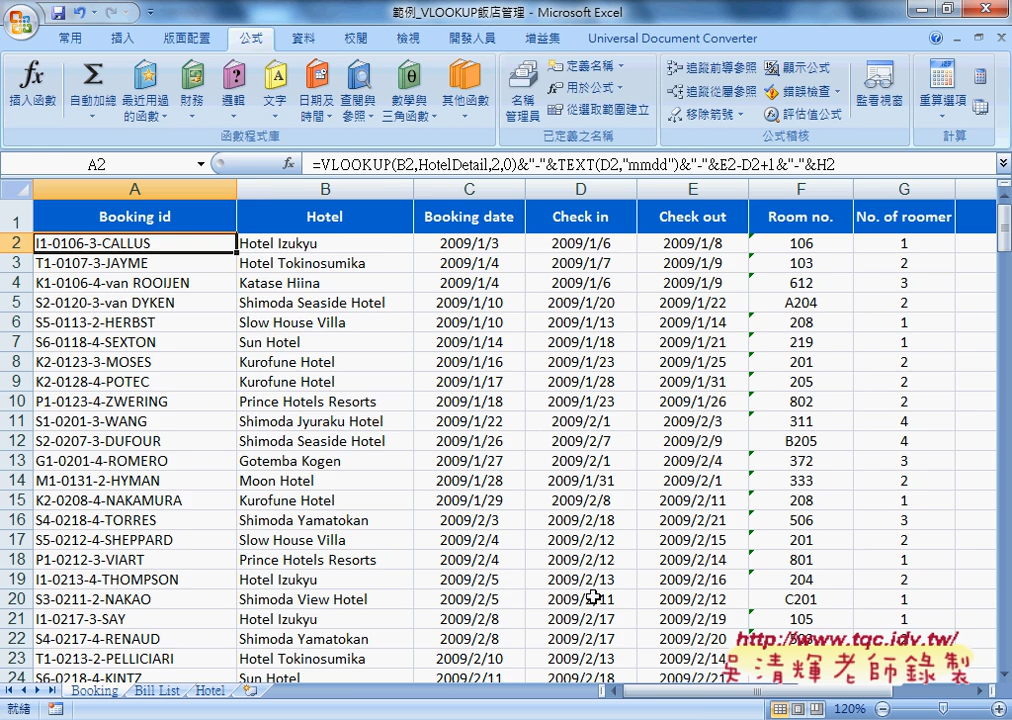 範例_VLOOKUP飯店管理 - Microsoft Excel
常用 插入 版面配置 公式 資料 校閱 檢視 開發人員 增益集 Universal Document Converter
插入函數 自動加總 最近用過的函數 財務 邏輯 文字 日期及時間 查閱與參照 數學與三角函數 其他函數
函數程式庫
名稱管理員 定義名稱 用於公式 從選取範圍建立
已定義之名稱
追蹤前導參照 追蹤從屬參照 移除箭號 顯示公式 錯誤檢查 評估值公式 監看視窗
公式稽核
重算選項
計算
A2 fx =VLOOKUP(B2,HotelDetail,2,0)&"-"&TEXT(D2,"mmdd")&"-"&E2-D2+1&"-"&H2
A B C D E F G
1 Booking id Hotel Booking date Check in Check out Room no. No. of roomer
2 I1-0106-3-CALLUS Hotel Izukyu 2009/1/3 2009/1/6 2009/1/8 106 1
3 T1-0107-3-JAYME Hotel Tokinosumika 2009/1/4 2009/1/7 2009/1/9 103 2
4 K1-0106-4-van ROOIJEN Katase Hiina 2009/1/4 2009/1/6 2009/1/9 612 3
5 S2-0120-3-van DYKEN Shimoda Seaside Hotel 2009/1/10 2009/1/20 2009/1/22 A204 2
6 S5-0113-2-HERBST Slow House Villa 2009/1/10 2009/1/13 2009/1/14 208 1
7 S6-0118-4-SEXTON Sun Hotel 2009/1/14 2009/1/18 2009/1/21 219 1
8 K2-0123-3-MOSES Kurofune Hotel 2009/1/16 2009/1/23 2009/1/25 201 2
9 K2-0128-4-POTEC Kurofune Hotel 2009/1/17 2009/1/28 2009/1/31 205 2
10 P1-0123-4-ZWERING Prince Hotels Resorts 2009/1/18 2009/1/23 2009/1/26 802 2
11 S1-0201-3-WANG Shimoda Jyuraku Hotel 2009/1/22 2009/2/1 2009/2/3 311 4
12 S2-0207-3-DUFOUR Shimoda Seaside Hotel 2009/1/26 2009/2/7 2009/2/9 B205 4
13 G1-0201-4-ROMERO Gotemba Kogen 2009/1/27 2009/2/1 2009/2/4 372 3
14 M1-0131-2-HYMAN Moon Hotel 2009/1/28 2009/1/31 2009/2/1 333 2
15 K2-0208-4-NAKAMURA Kurofune Hotel 2009/1/29 2009/2/8 2009/2/11 208 1
16 S4-0218-4-TORRES Shimoda Yamatokan 2009/2/3 2009/2/18 2009/2/21 506 3
17 S5-0212-4-SHEPPARD Slow House Villa 2009/2/4 2009/2/12 2009/2/15 201 2
18 P1-0212-3-VIART Prince Hotels Resorts 2009/2/4 2009/2/12 2009/2/14 801 1
19 I1-0213-4-THOMPSON Hotel Izukyu 2009/2/5 2009/2/13 2009/2/16 204 2
20 S3-0211-2-NAKAO Shimoda View Hotel 2009/2/5 2009/2/11 2009/2/12 C201 1
21 I1-0217-3-SAY Hotel Izukyu 2009/2/8 2009/2/17 2009/2/19 105 1
22 S4-0217-4-RENAUD Shimoda Yamatokan 2009/2/8 2009/2/17 2009/2/20
http://www.tqc.idv.tw/
23 T1-0213-2-PELLICIARI Hotel Tokinosumika 2009/2/10 2009/2/13 2009/2/14
吳清輝老師錄製
24 S6-0218-4-KINTZ Sun Hotel 2009/2/11 2009/2/18
Booking Bill List Hotel
就緒 120%